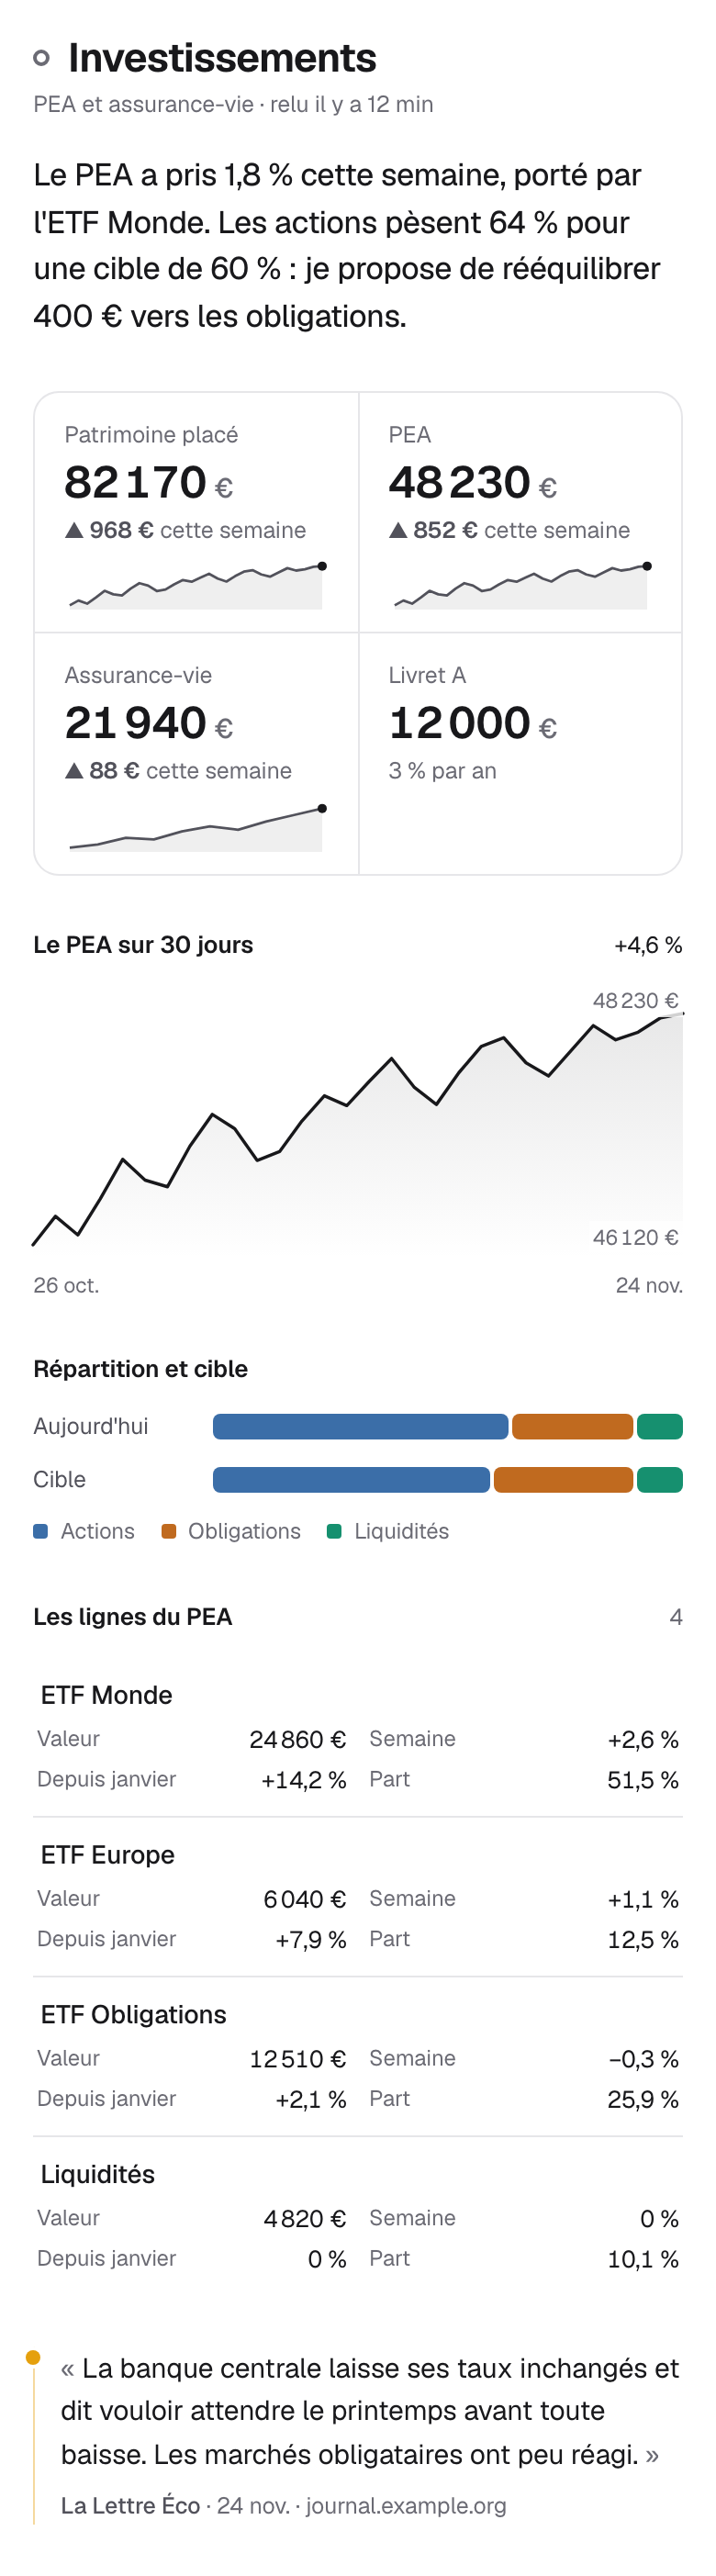 Investissements
PEA et assurance-vie · relu il y a 12 min
Le PEA a pris 1,8 % cette semaine, porté par
l'ETF Monde. Les actions pèsent 64 % pour
une cible de 60 % : je propose de rééquilibrer
400 € vers les obligations.
Patrimoine placé
82 170 €
▲ 968 € cette semaine
PEA
48 230 €
▲ 852 € cette semaine
Assurance-vie
21 940 €
▲ 88 € cette semaine
Livret A
12 000 €
3 % par an
Le PEA sur 30 jours
+4,6 %
48 230 €
46 120 €
26 oct.
24 nov.
Répartition et cible
Aujourd'hui
Cible
Actions
Obligations
Liquidités
Les lignes du PEA
4
ETF Monde
Valeur 24 860 € Semaine +2,6 %
Depuis janvier +14,2 % Part 51,5 %
ETF Europe
Valeur 6 040 € Semaine +1,1 %
Depuis janvier +7,9 % Part 12,5 %
ETF Obligations
Valeur 12 510 € Semaine −0,3 %
Depuis janvier +2,1 % Part 25,9 %
Liquidités
Valeur 4 820 € Semaine 0 %
Depuis janvier 0 % Part 10,1 %
« La banque centrale laisse ses taux inchangés et
dit vouloir attendre le printemps avant toute
baisse. Les marchés obligataires ont peu réagi. »
La Lettre Éco · 24 nov. · journal.example.org